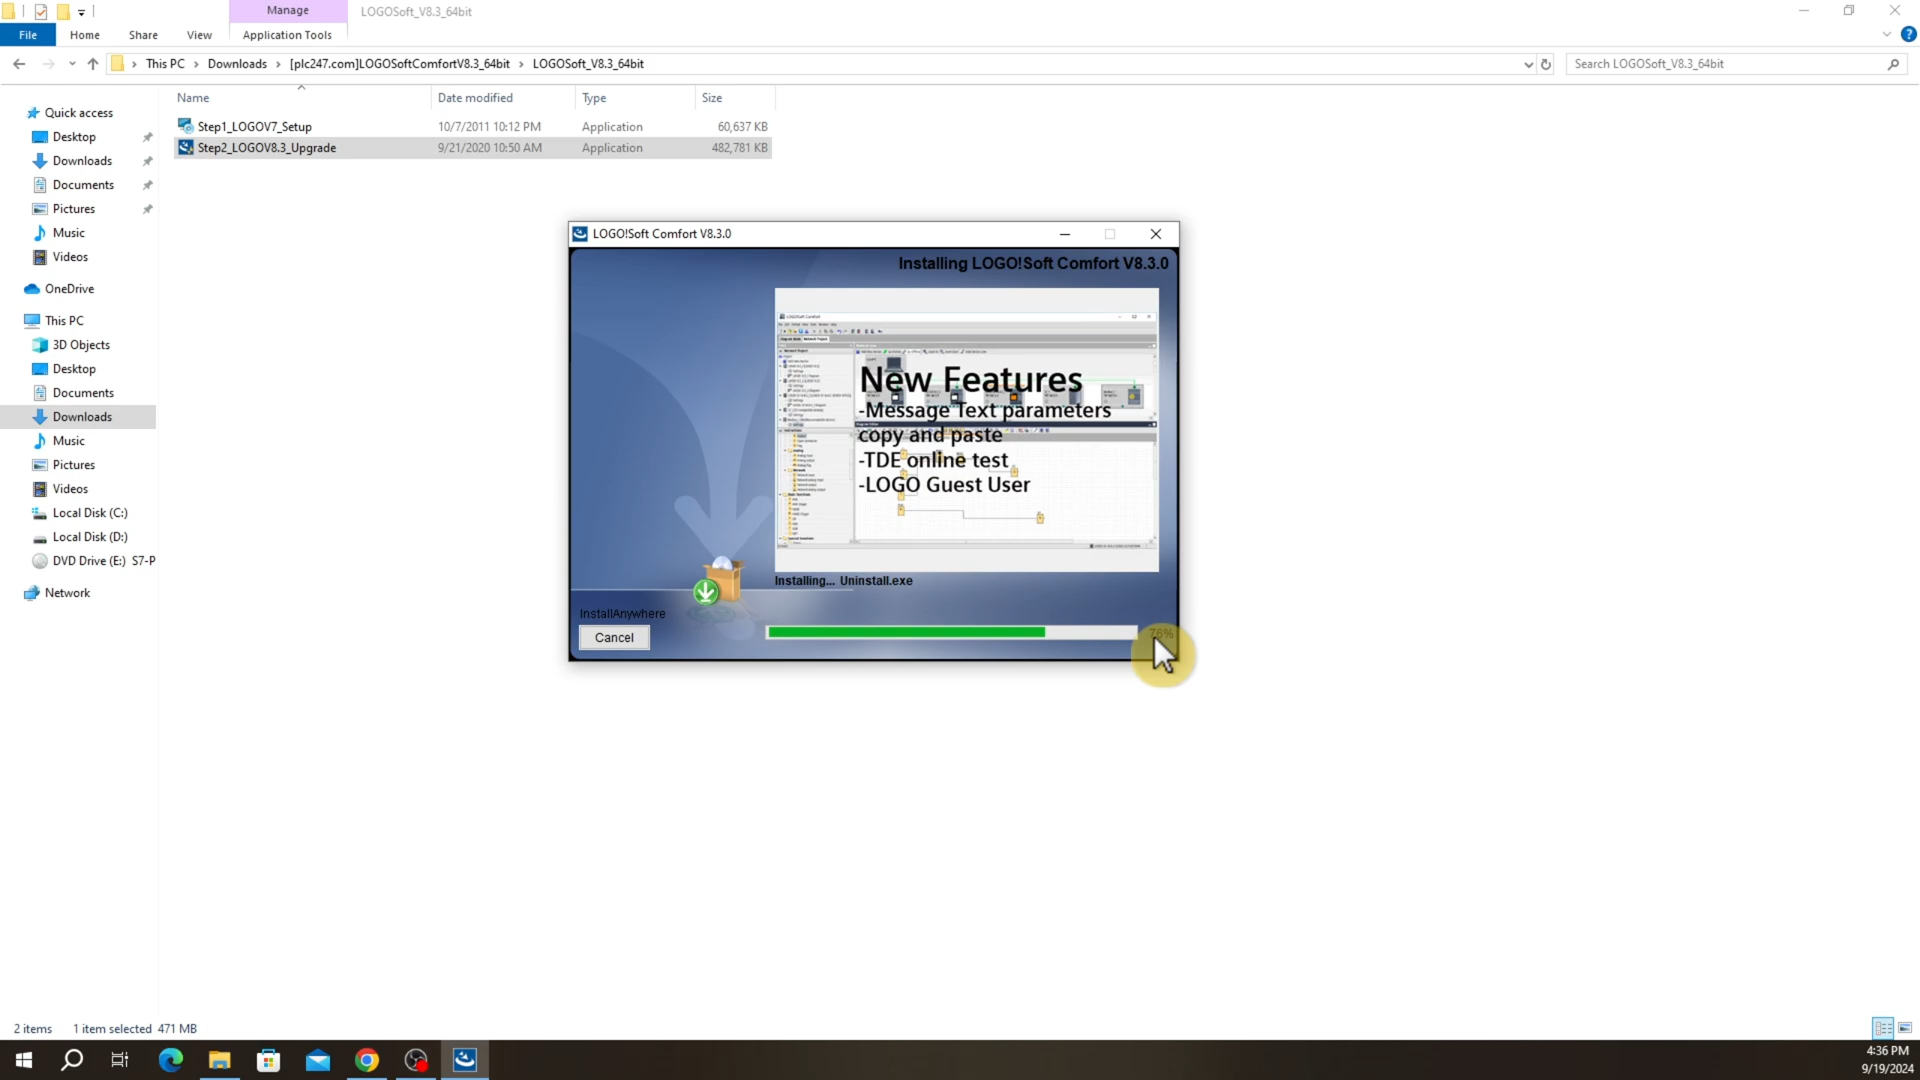 Manage
LOGOSoft_V8.3_64bit
File
Home
Share
View
Application Tools
This PC
Downloads
[plc247.com]LOGOSoftComfortV8.3_64bit
LOGOSoft_V8.3_64bit
Search LOGOSoft_V8.3_64bit
Name
Date modified
Type
Size
Step1_LOGOV7_Setup
10/7/2011 10:12 PM
Application
60,637 KB
Step2_LOGOV8.3_Upgrade
9/21/2020 10:50 AM
Application
482,781 KB
Quick access
Desktop
Downloads
Documents
Pictures
Music
Videos
OneDrive
This PC
3D Objects
Desktop
Documents
Downloads
Music
Pictures
Videos
Local Disk (C:)
Local Disk (D:)
DVD Drive (E:) S7-P
Network
LOGO!Soft Comfort V8.3.0
Installing LOGO!Soft Comfort V8.3.0
New Features
-Message Text parameters
copy and paste
-TDE online test
-LOGO Guest User
Installing... Uninstall.exe
InstallAnywhere
Cancel
76%
2 items
1 item selected 471 MB
4:36 PM
9/19/2024